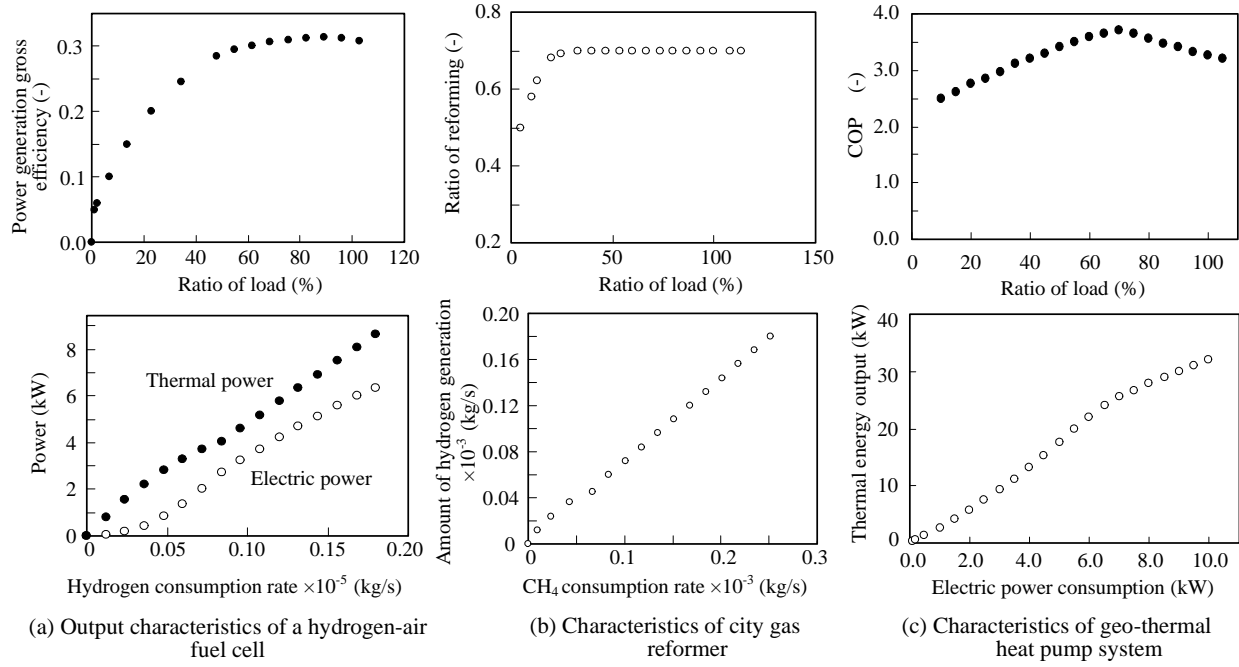 Power generation gross
efficiency (-)
0.3
0.2
0.1
0.0
0
20
40
60
80
100
120
Ratio of load (%)
Ratio of reforming (-)
0.8
0.6
0.4
0.2
0
50
100
150
Ratio of load (%)
COP (-)
4.0
3.0
2.0
1.0
0.0
0
20
40
60
80
100
Ratio of load (%)
Power (kW)
8
6
4
2
0
Thermal power
Electric power
0
0.05
0.10
0.15
0.20
Hydrogen consumption rate ×10-5 (kg/s)
Amount of hydrogen generation
×10-3 (kg/s)
0.20
0.16
0.12
0.08
0.04
0
0
0.1
0.2
0.3
CH4 consumption rate ×10-3 (kg/s)
Thermal energy output (kW)
40
30
20
10
0
0.0
2.0
4.0
6.0
8.0
10.0
Electric power consumption (kW)
(a) Output characteristics of a hydrogen-air
fuel cell
(b) Characteristics of city gas
reformer
(c) Characteristics of geo-thermal
heat pump system